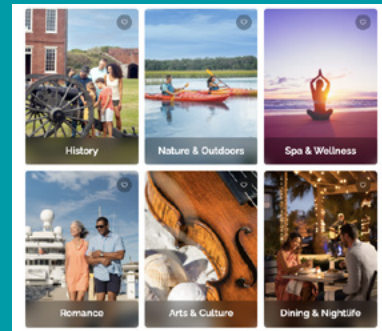 History
Nature & Outdoors
Spa & Wellness
Romance
Arts & Culture
Dining & Nightlife